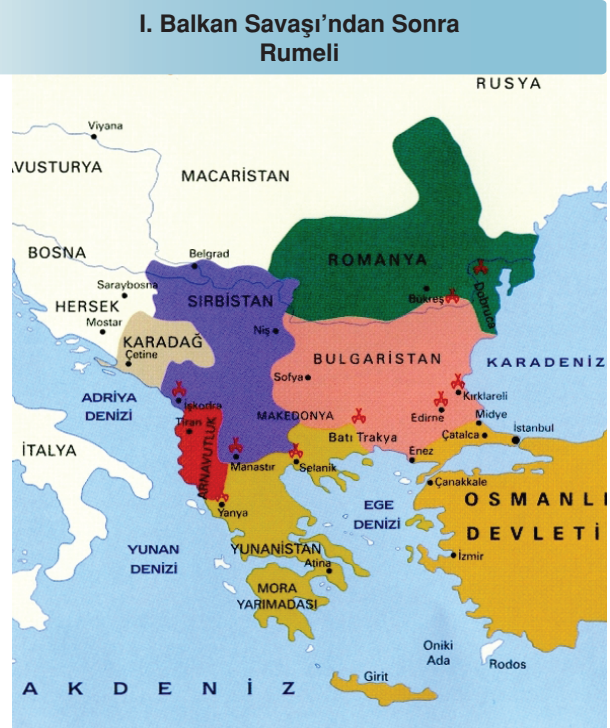 I. Balkan Savaşı'ndan Sonra
Rumeli
RUSYA
Viyana
AVUSTURYA
MACARİSTAN
BOSNA
Belgrad
ROMANYA
Saraybosna
HERSEK
Mostar
SIRBİSTAN
Bükreş
Dobruca
KARADAĞ
Çetine
Niş
BULGARİSTAN
KARADENİZ
Sofya
ADRİYA
DENİZİ
İşkodra
Kırklareli
Tiran
MAKEDONYA
Edirne
Midye
İstanbul
Çatalca
Batı Trakya
İTALYA
ARNAVUTLUK
Manastır
Selanik
Enez
Çanakkale
Yanya
EGE
DENİZİ
OSMANLI
DEVLETİ
YUNAN
DENİZİ
YUNANİSTAN
Atina
İzmir
MORA
YARIMADASI
Oniki
Ada
Rodos
Girit
AKDENİZ